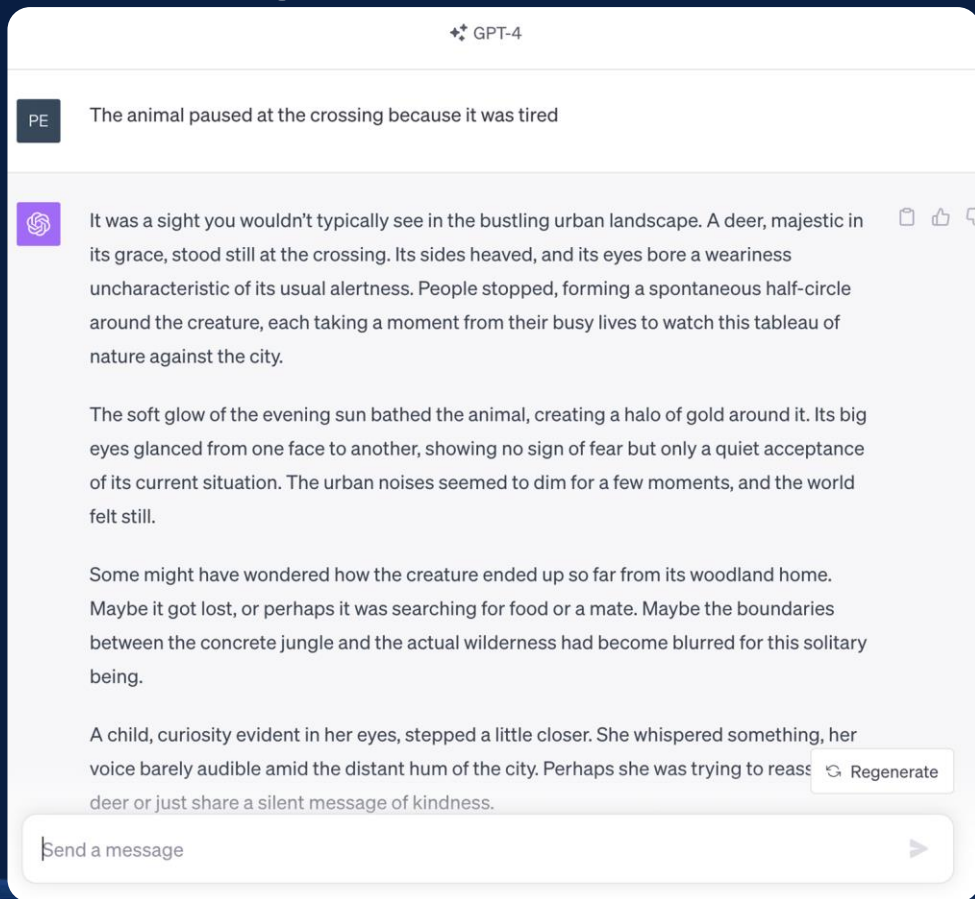 GPT-4
PE
The animal paused at the crossing because it was tired
It was a sight you wouldn’t typically see in the bustling urban landscape. A deer, majestic in
its grace, stood still at the crossing. Its sides heaved, and its eyes bore a weariness
uncharacteristic of its usual alertness. People stopped, forming a spontaneous half-circle
around the creature, each taking a moment from their busy lives to watch this tableau of
nature against the city.
The soft glow of the evening sun bathed the animal, creating a halo of gold around it. Its big
eyes glanced from one face to another, showing no sign of fear but only a quiet acceptance
of its current situation. The urban noises seemed to dim for a few moments, and the world
felt still.
Some might have wondered how the creature ended up so far from its woodland home.
Maybe it got lost, or perhaps it was searching for food or a mate. Maybe the boundaries
between the concrete jungle and the actual wilderness had become blurred for this solitary
being.
A child, curiosity evident in her eyes, stepped a little closer. She whispered something, her
voice barely audible amid the distant hum of the city. Perhaps she was trying to reass
Regenerate
deer or just share a silent message of kindness.
Send a message